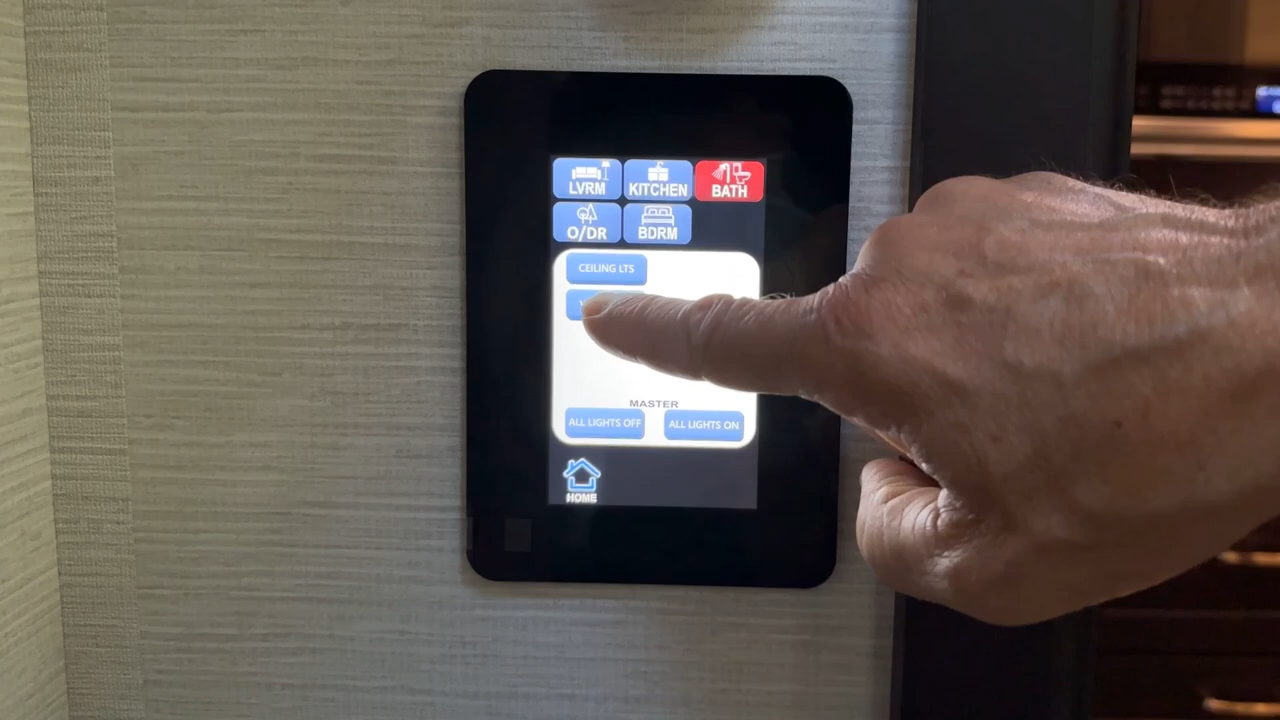 LVRM KITCHEN BATH
O/DR BDRM
CEILING LTS
MASTER
ALL LIGHTS OFF ALL LIGHTS ON
HOME